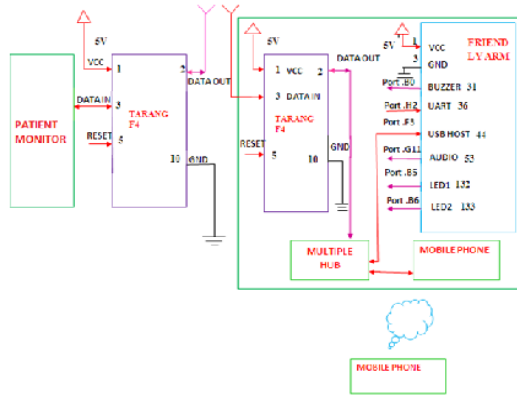 PATIENT
MONITOR
5V
VCC
1
2
DATA OUT
DATA IN
3
TARANG
F4
RESET
5
10
GND
5V
1
VCC
2
DATA OUT
3
DATA IN
TARANG
F4
RESET
5
10
GND
MULTIPLE
HUB
MOBILE PHONE
5V
1
VCC
FRIEND
LY ARM
3
GND
Port .B0
BUZZER 31
Port .H2
UART 36
Port .F3
USB HOST 44
Port .G11
AUDIO 53
Port .B5
LED1 132
Port .B6
LED2 133
MOBILE PHONE